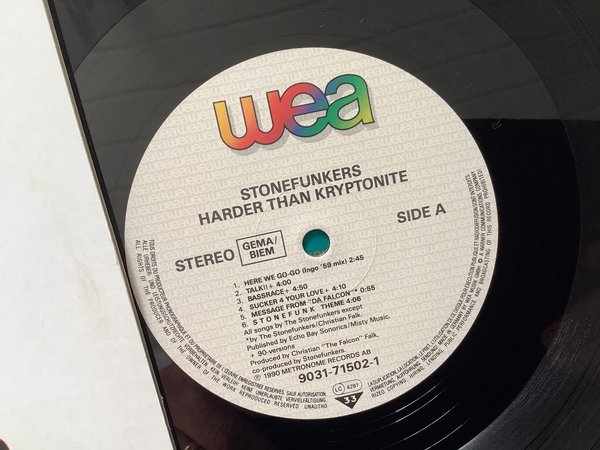 wea
STONEFUNKERS
HARDER THAN KRYPTONITE
SIDE A
STEREO
GEMA/
BIEM
1. HERE WE GO-GO (Ingo '59 mix) 2:45
2. TALK!!+ 4:00
3. BASSRACE+ 4:50
4. SUCKER 4 YOUR LOVE+ 4:10
5. MESSAGE FROM "DA FALCON"* 0:55
6. STONEFUNK THEME 4:06
All songs by The Stonefunkers/Christian Falk.
*by The Stonefunkers/Christian Falk
Published by Echo Bay Sonorics/Misty Music.
+ 90-versions
Produced by Christian "The Falcon" Falk,
co-produced by Stonefunkers.
℗ 1990 METRONOME RECORDS AB
9031-71502-1
LC 4281
33